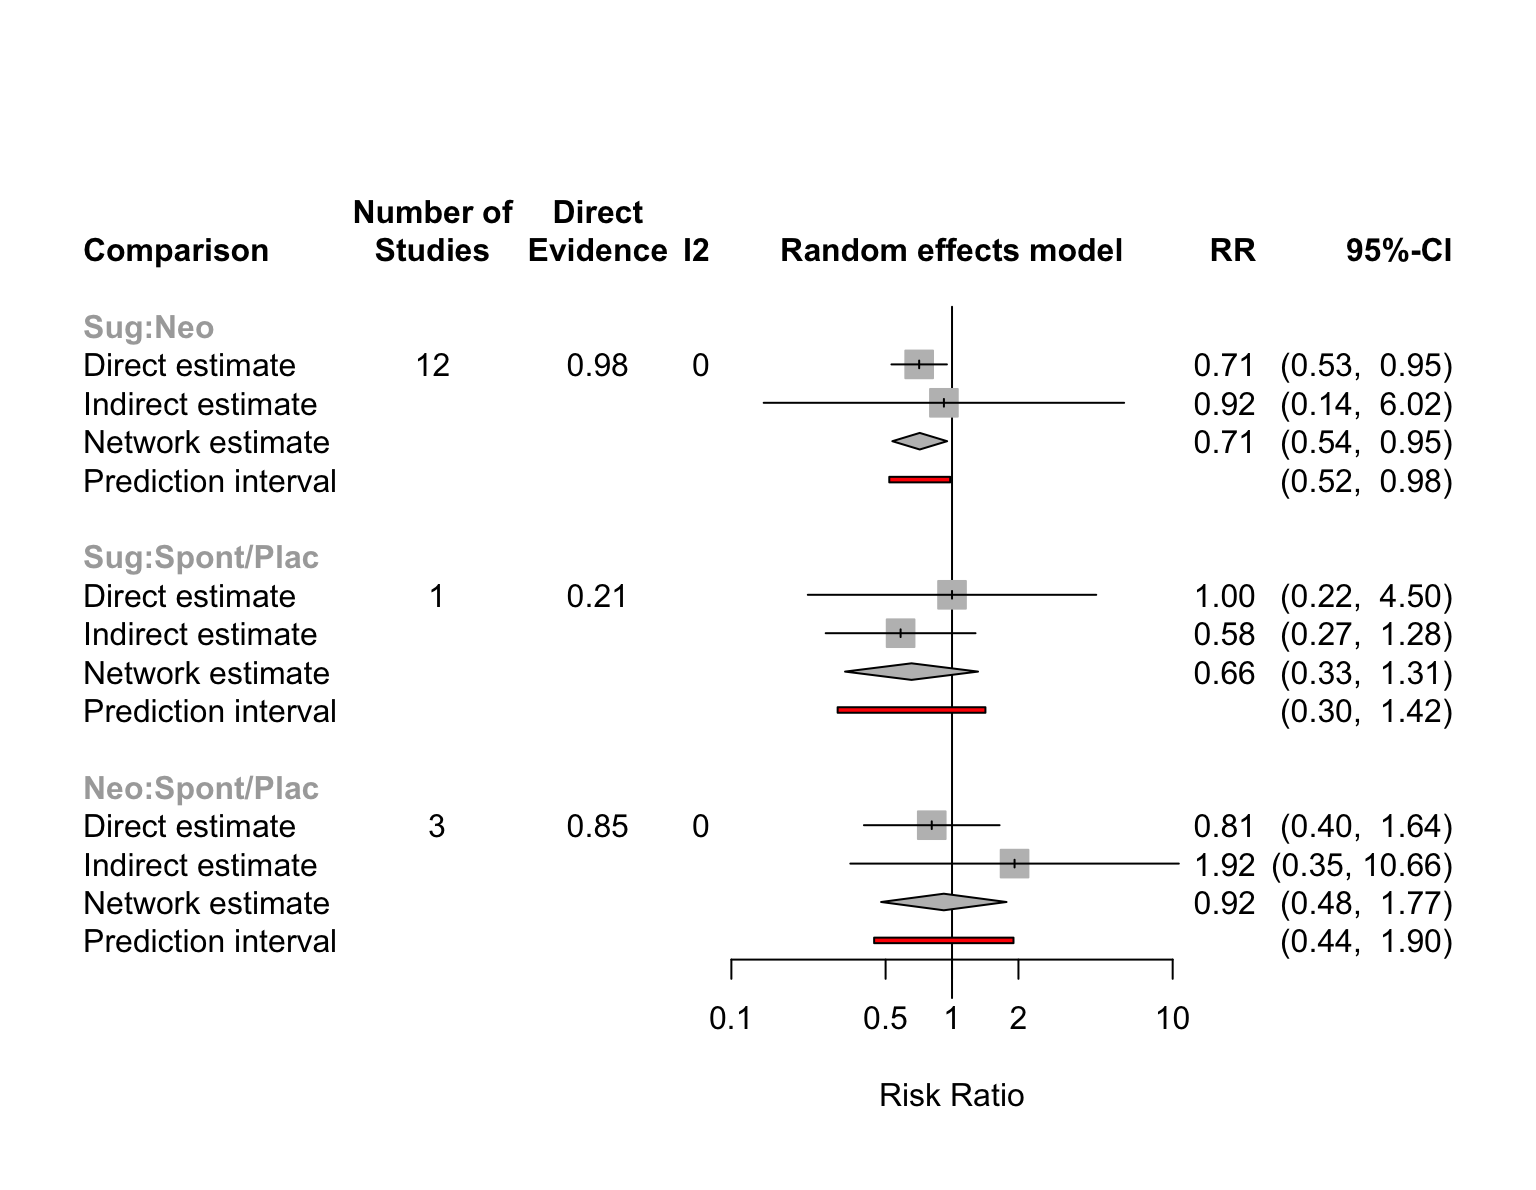 Number of Direct
Comparison Studies Evidence I2 Random effects model RR 95%-CI
Sug:Neo
Direct estimate 12 0.98 0 0.71 (0.53, 0.95)
Indirect estimate 0.92 (0.14, 6.02)
Network estimate 0.71 (0.54, 0.95)
Prediction interval (0.52, 0.98)
Sug:Spont/Plac
Direct estimate 1 0.21 1.00 (0.22, 4.50)
Indirect estimate 0.58 (0.27, 1.28)
Network estimate 0.66 (0.33, 1.31)
Prediction interval (0.30, 1.42)
Neo:Spont/Plac
Direct estimate 3 0.85 0 0.81 (0.40, 1.64)
Indirect estimate 1.92 (0.35, 10.66)
Network estimate 0.92 (0.48, 1.77)
Prediction interval (0.44, 1.90)
0.1 0.5 1 2 10
Risk Ratio